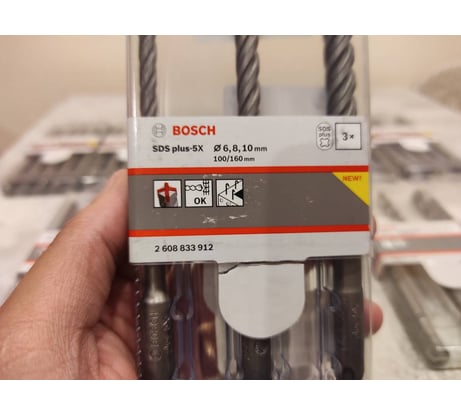 BOSCH
SDS plus-5X Ø 6,8,10 mm
100/160 mm
SDS plus
3×
NEW!
OK
2 608 833 912